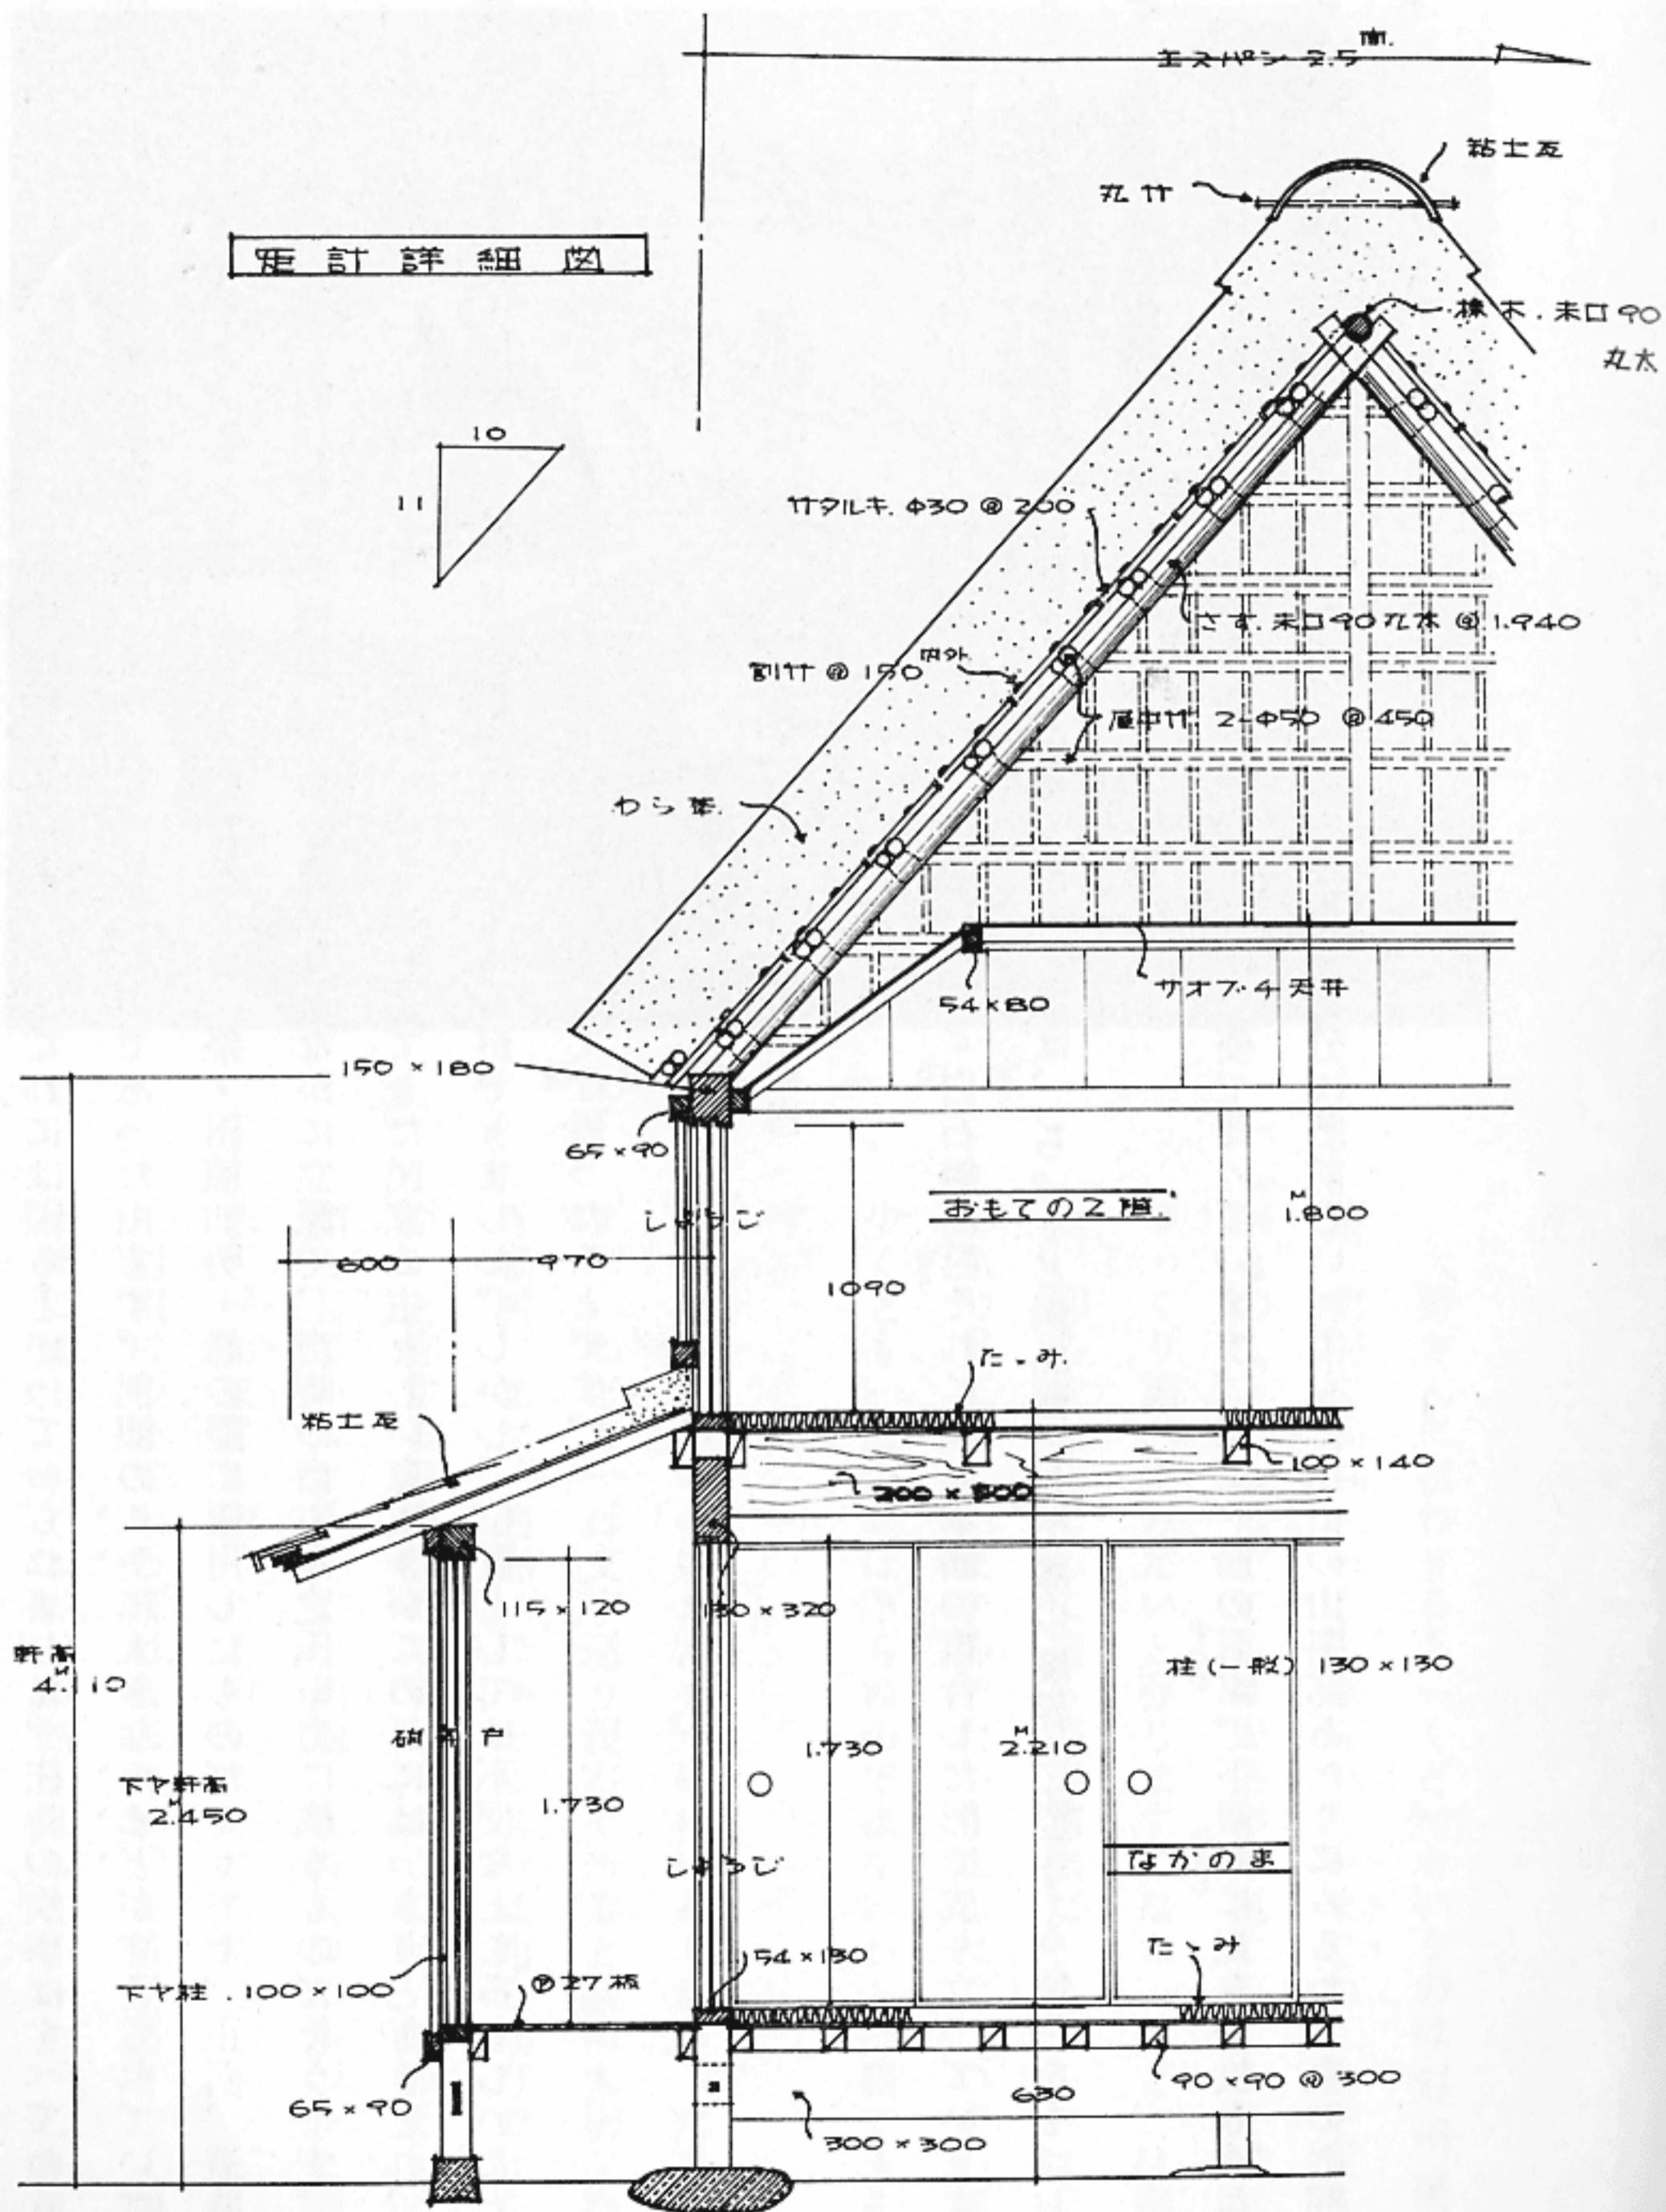 主スパン 2.5 m.
粘土瓦
丸竹
矩計詳細図
棟木.末口90
丸太
10
11
竹タルキ.Φ30@200
さす.末口90丸太@1.940
割竹@150 内外
屋中竹 2-Φ50 @450
わら葺.
54×80
サオブチ天井
150×180
65×90
しょうじ
おもての2階.
M
1.800
600
970
1090
たゝみ.
粘土瓦
100×140
115×120
130×320
軒高
M
4.110
柱(一般)130×130
硝子戸
1.730
M
2.210
下ヤ軒高
M
2.450
1.730
なかのま
しょうじ
たゝみ
54×130
下ヤ柱.100×100
27板
65×90
630
90×90@300
300×300